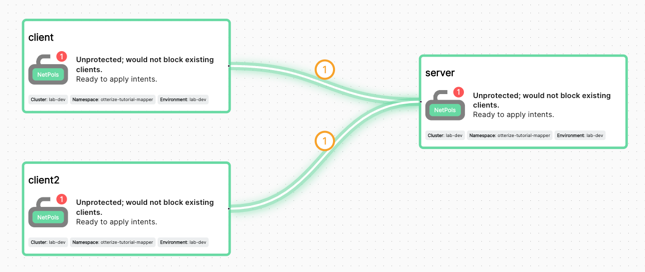 client
1
NetPols
Unprotected; would not block existing
clients.
Ready to apply intents.
Cluster: lab-dev Namespace: otterize-tutorial-mapper Environment: lab-dev
1
server
1
NetPols
Unprotected; would not block existing
clients.
Ready to apply intents.
Cluster: lab-dev Namespace: otterize-tutorial-mapper Environment: lab-dev
1
client2
1
NetPols
Unprotected; would not block existing
clients.
Ready to apply intents.
Cluster: lab-dev Namespace: otterize-tutorial-mapper Environment: lab-dev